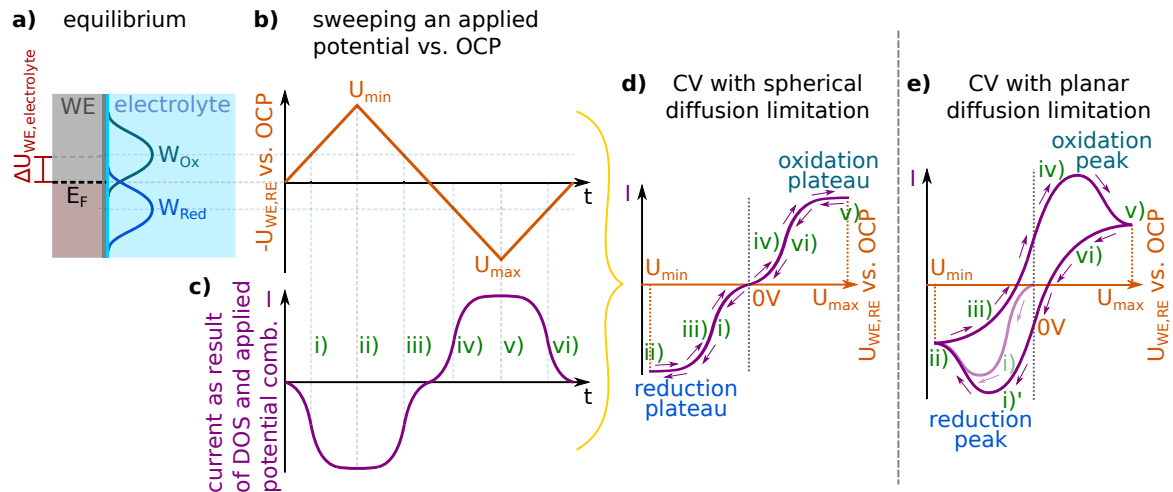 a)
equilibrium
ΔU_WE,electrolyte
WE
electrolyte
W_Ox
E_F
W_Red
b)
sweeping an applied
potential vs. OCP
-U_WE,RE vs. OCP
U_min
t
U_max
c)
current as result
of DOS and applied
potential comb.
I
i)
ii)
iii)
iv)
v)
vi)
t
d)
CV with spherical
diffusion limitation
oxidation
plateau
I
iv)
v)
vi)
U_min
0V
U_max
U_WE,RE vs. OCP
iii)
i)
ii)
reduction
plateau
e)
CV with planar
diffusion limitation
oxidation
peak
I
iv)
v)
vi)
U_min
U_max
U_WE,RE vs. OCP
iii)
0V
ii)
i)
i)'
reduction
peak